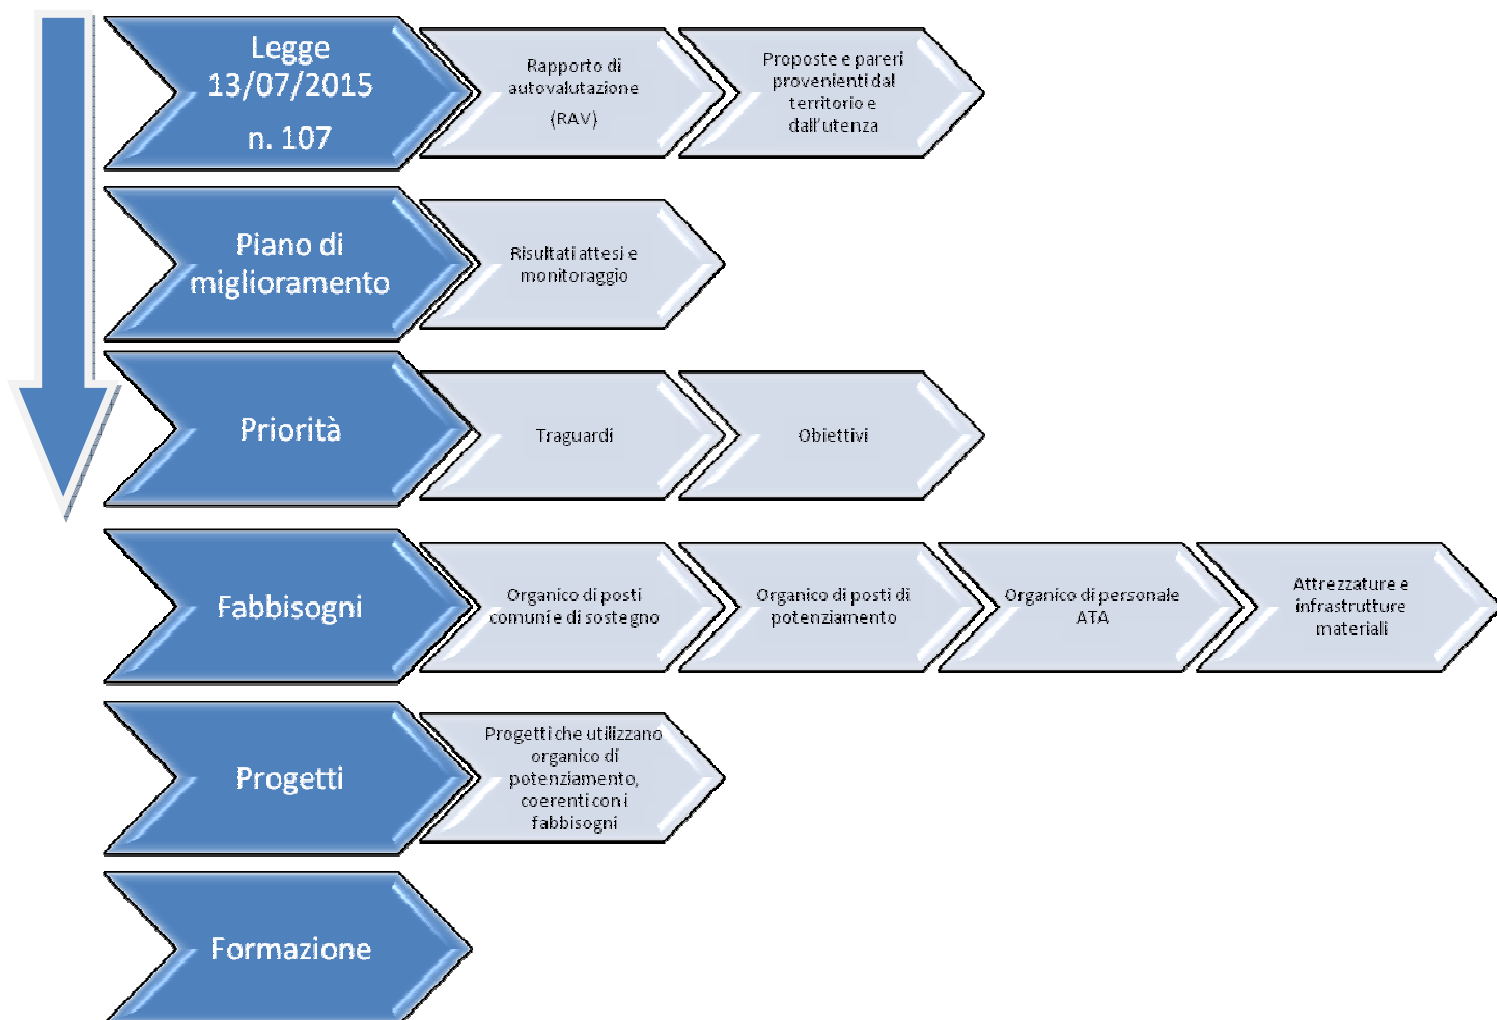 Legge
13/07/2015
n. 107
Rapporto di
autovalutazione
(RAV)
Proposte e pareri
provenienti dal
territorio e
dall'utenza
Piano di
miglioramento
Risultati attesi e
monitoraggio
Priorità
Traguardi
Obiettivi
Fabbisogni
Organico di posti
comuni e di sostegno
Organico di posti di
potenziamento
Organico di personale
ATA
Attrezzature e
infrastrutture
materiali
Progetti
Progetti che utilizzano
organico di
potenziamento,
coerenti con i
fabbisogni
Formazione